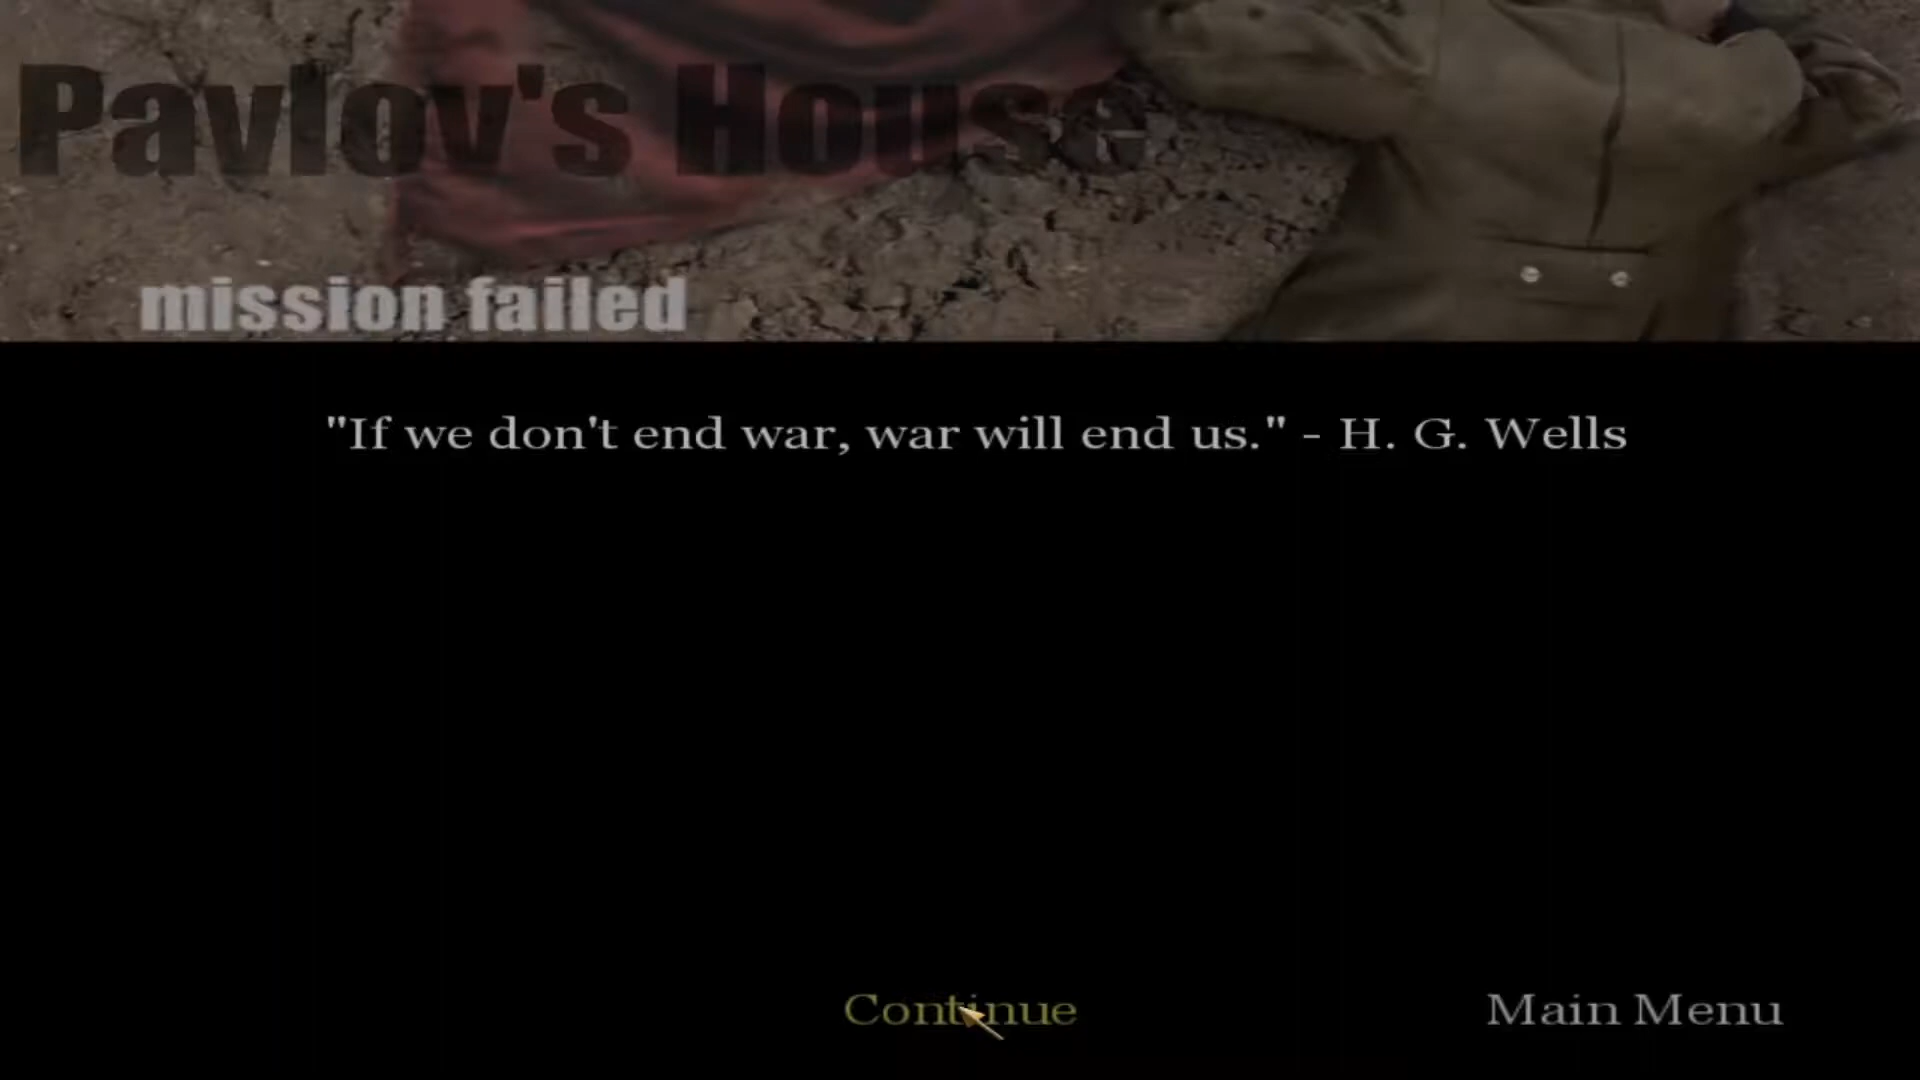 Pavlov's House
mission failed
"If we don't end war, war will end us." - H. G. Wells
Continue
Main Menu